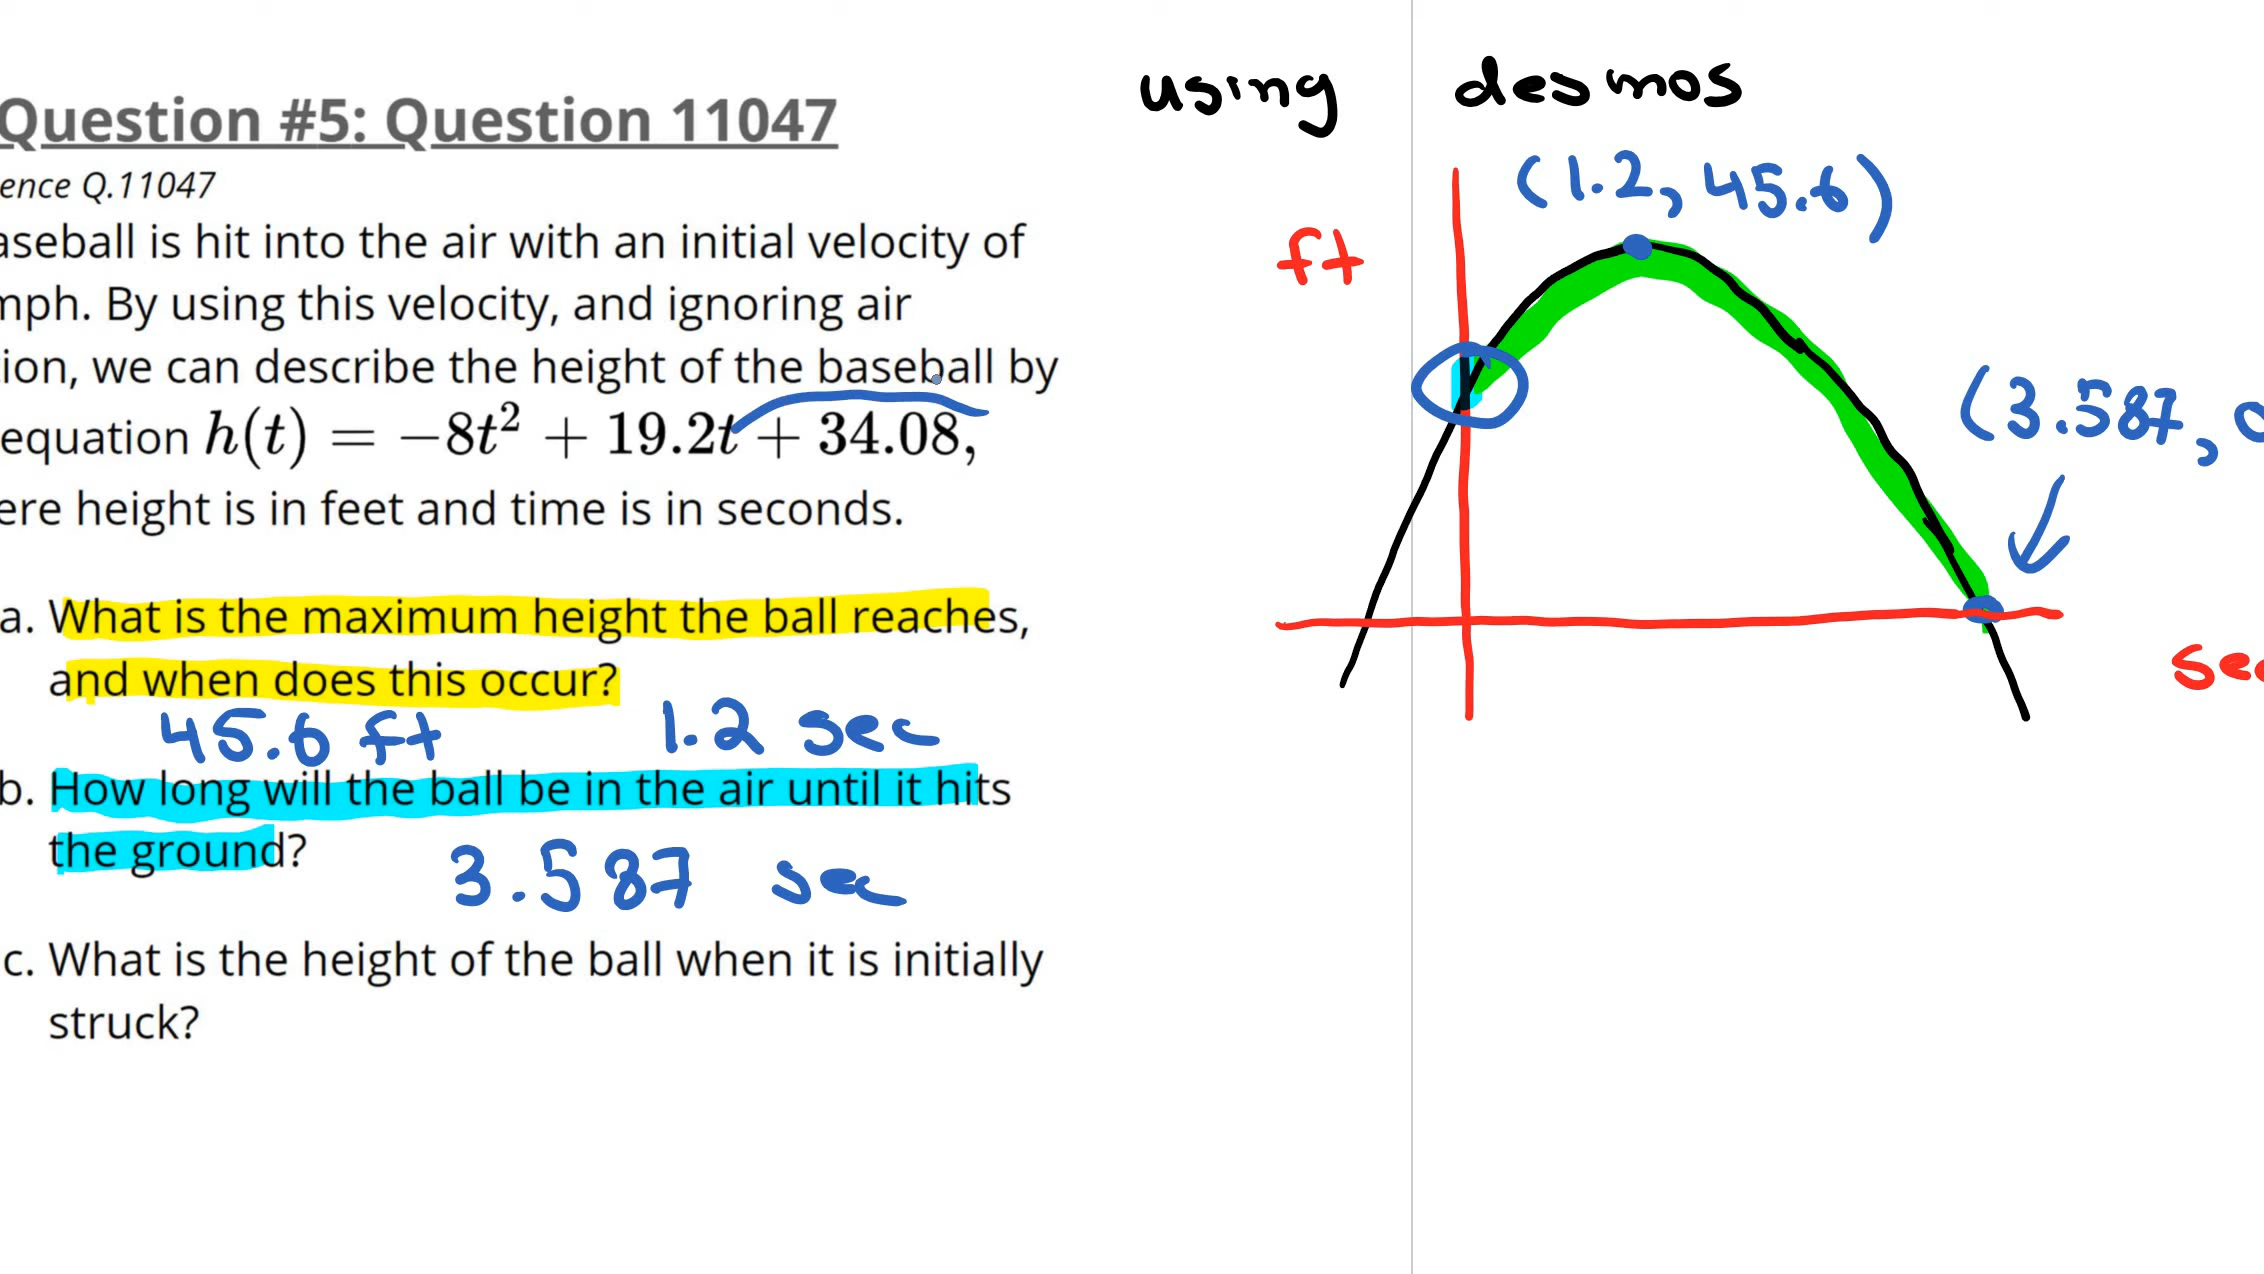 Question #5: Question 11047
ence Q.11047
aseball is hit into the air with an initial velocity of
mph. By using this velocity, and ignoring air
tion, we can describe the height of the baseball by
equation h(t) = −8t² + 19.2t + 34.08,
ere height is in feet and time is in seconds.
a. What is the maximum height the ball reaches,
and when does this occur?
45.6 ft 1.2 sec
b. How long will the ball be in the air until it hits
the ground?
3.587 sec
c. What is the height of the ball when it is initially
struck?
using desmos
(1.2, 45.6)
ft
(3.587, 0
sec